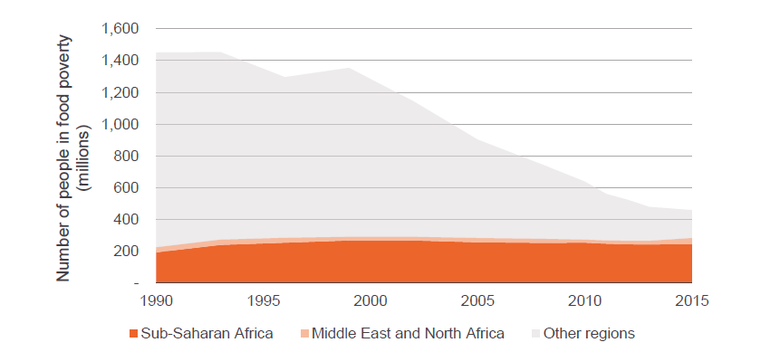 Number of people in food poverty
(millions)
1,600
1,400
1,200
1,000
800
600
400
200
-
1990 1995 2000 2005 2010 2015
Sub-Saharan Africa Middle East and North Africa Other regions